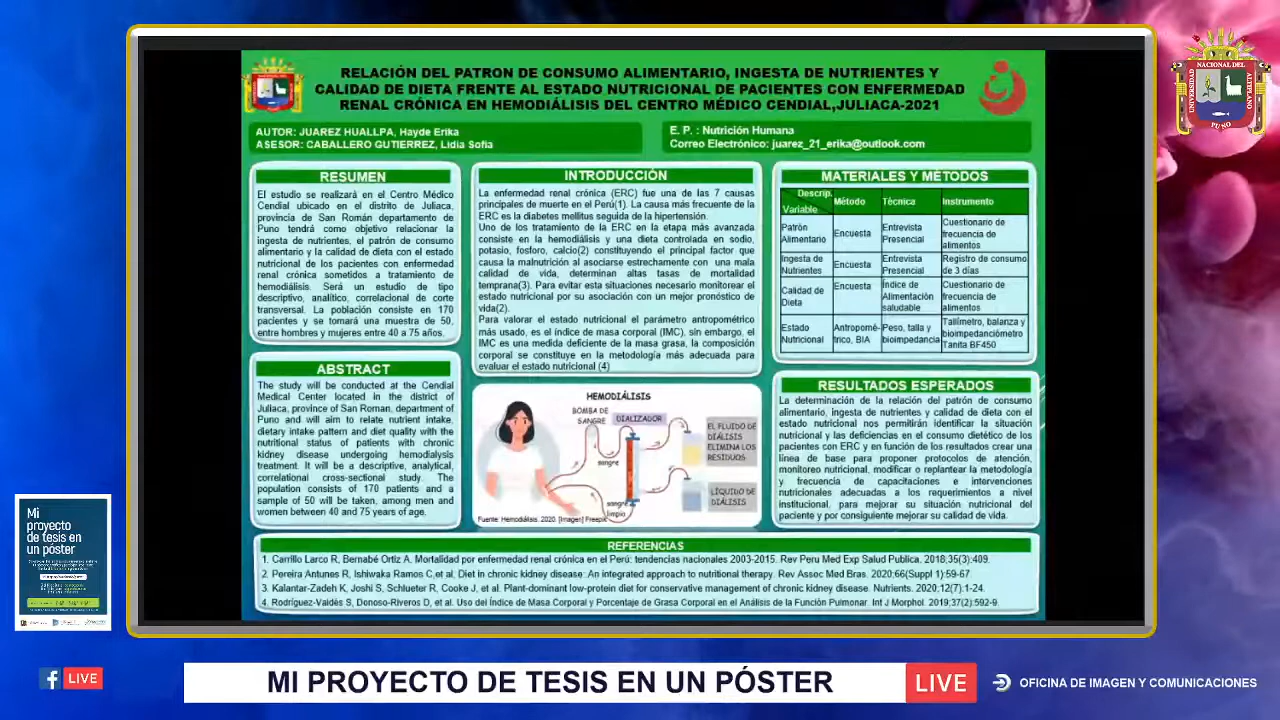 RELACIÓN DEL PATRON DE CONSUMO ALIMENTARIO, INGESTA DE NUTRIENTES Y
CALIDAD DE DIETA FRENTE AL ESTADO NUTRICIONAL DE PACIENTES CON ENFERMEDAD
RENAL CRÓNICA EN HEMODIÁLISIS DEL CENTRO MÉDICO CENDIAL,JULIACA-2021
AUTOR: JUAREZ HUALLPA, Hayde Erika
ASESOR: CABALLERO GUTIERREZ, Lidia Sofia
E. P. : Nutrición Humana
Correo Electrónico: juarez_21_erika@outlook.com
RESUMEN
El estudio se realizará en el Centro Médico
Cendial ubicado en el distrito de Juliaca,
provincia de San Román departamento de
Puno tendrá como objetivo relacionar la
ingesta de nutrientes, el patrón de consumo
alimentario y la calidad de dieta con el estado
nutricional de los pacientes con enfermedad
renal crónica sometidos a tratamiento de
hemodiálisis. Será un estudio de tipo
descriptivo, analítico, correlacional de corte
transversal. La población consiste en 170
pacientes y se tomará una muestra de 50,
entre hombres y mujeres entre 40 a 75 años.
ABSTRACT
The study will be conducted at the Cendial
Medical Center located in the district of
Juliaca, province of San Roman, department of
Puno and will aim to relate nutrient intake,
dietary intake pattern and diet quality with the
nutritional status of patients with chronic
kidney disease undergoing hemodialysis
treatment. It will be a descriptive, analytical,
correlational cross-sectional study. The
population consists of 170 patients and a
sample of 50 will be taken, among men and
women between 40 and 75 years of age.
INTRODUCCIÓN
La enfermedad renal crónica (ERC) fue una de las 7 causas
principales de muerte en el Perú(1). La causa más frecuente de la
ERC es la diabetes mellitus seguida de la hipertensión.
Uno de los tratamiento de la ERC en la etapa más avanzada
consiste en la hemodiálisis y una dieta controlada en sodio,
potasio, fosforo, calcio(2) constituyendo el principal factor que
causa la malnutrición al asociarse estrechamente con una mala
calidad de vida, determinan altas tasas de mortalidad
temprana(3). Para evitar esta situaciones necesario monitorear el
estado nutricional por su asociación con un mejor pronóstico de
vida(2).
Para valorar el estado nutricional el parámetro antropométrico
más usado, es el índice de masa corporal (IMC), sin embargo, el
IMC es una medida deficiente de la masa grasa, la composición
corporal se constituye en la metodología más adecuada para
evaluar el estado nutricional (4)
HEMODIÁLISIS
BOMBA DE
SANGRE
DIALIZADOR
EL FLUIDO DE
DIÁLISIS
ELIMINA LOS
RESIDUOS
sangre
LÍQUIDO DE
DIÁLISIS
sangre
limpia
Fuente: Hemodiálisis. 2020. [Imagen] Freepik
MATERIALES Y MÉTODOS
Descrip. Variable Método Técnica Instrumento
Patrón Alimentario Encuesta Entrevista Presencial Cuestionario de frecuencia de alimentos
Ingesta de Nutrientes Encuesta Entrevista Presencial Registro de consumo de 3 días
Calidad de Dieta Encuesta Índice de Alimentación saludable Cuestionario de frecuencia de alimentos
Estado Nutricional Antropométrico, BIA Peso, talla y bioimpedancia Tallímetro, balanza y bioimpedanciómetro Tanita BF450
RESULTADOS ESPERADOS
La determinación de la relación del patrón de consumo
alimentario, ingesta de nutrientes y calidad de dieta con el
estado nutricional nos permitirán identificar la situación
nutricional y las deficiencias en el consumo dietético de los
pacientes con ERC y en función de los resultados crear una
línea de base para proponer protocolos de atención,
monitoreo nutricional, modificar o replantear la metodología
y frecuencia de capacitaciones e intervenciones
nutricionales adecuadas a los requerimientos a nivel
institucional, para mejorar su situación nutricional del
paciente y por consiguiente mejorar su calidad de vida.
REFERENCIAS
1. Carrillo Larco R, Bernabé Ortiz A. Mortalidad por enfermedad renal crónica en el Perú: tendencias nacionales 2003-2015. Rev Peru Med Exp Salud Publica. 2018;35(3):409.
2. Pereira Antunes R, Ishiwaka Ramos C,et al. Diet in chronic kidney disease: An integrated approach to nutritional therapy. Rev Assoc Med Bras. 2020;66(Suppl 1):59-67
3. Kalantar-Zadeh K, Joshi S, Schlueter R, Cooke J, et al. Plant-dominant low-protein diet for conservative management of chronic kidney disease. Nutrients. 2020;12(7):1-24.
4. Rodríguez-Valdés S, Donoso-Riveros D, et al. Uso del Índice de Masa Corporal y Porcentaje de Grasa Corporal en el Análisis de la Función Pulmonar. Int J Morphol. 2019;37(2):592-9.
UNIVERSIDAD NACIONAL DEL ALTIPLANO
PUNO
Mi
proyecto
de tesis en
un póster
LIVE
MI PROYECTO DE TESIS EN UN PÓSTER
LIVE
OFICINA DE IMAGEN Y COMUNICACIONES